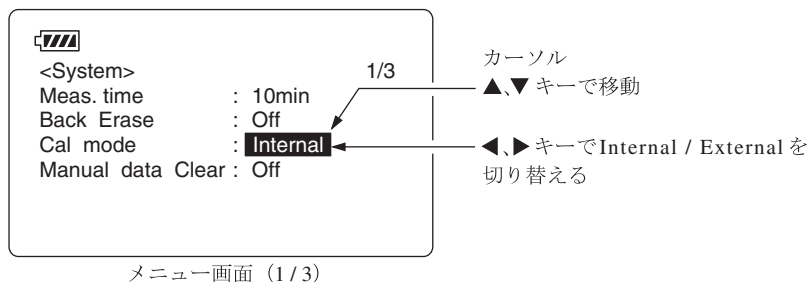 <System> 1/3
Meas. time : 10min
Back Erase : Off
Cal mode : Internal
Manual data Clear : Off
カーソル
▲、▼ キーで移動
◀、▶ キーでInternal / Externalを
切り替える
メニュー画面（1 / 3）